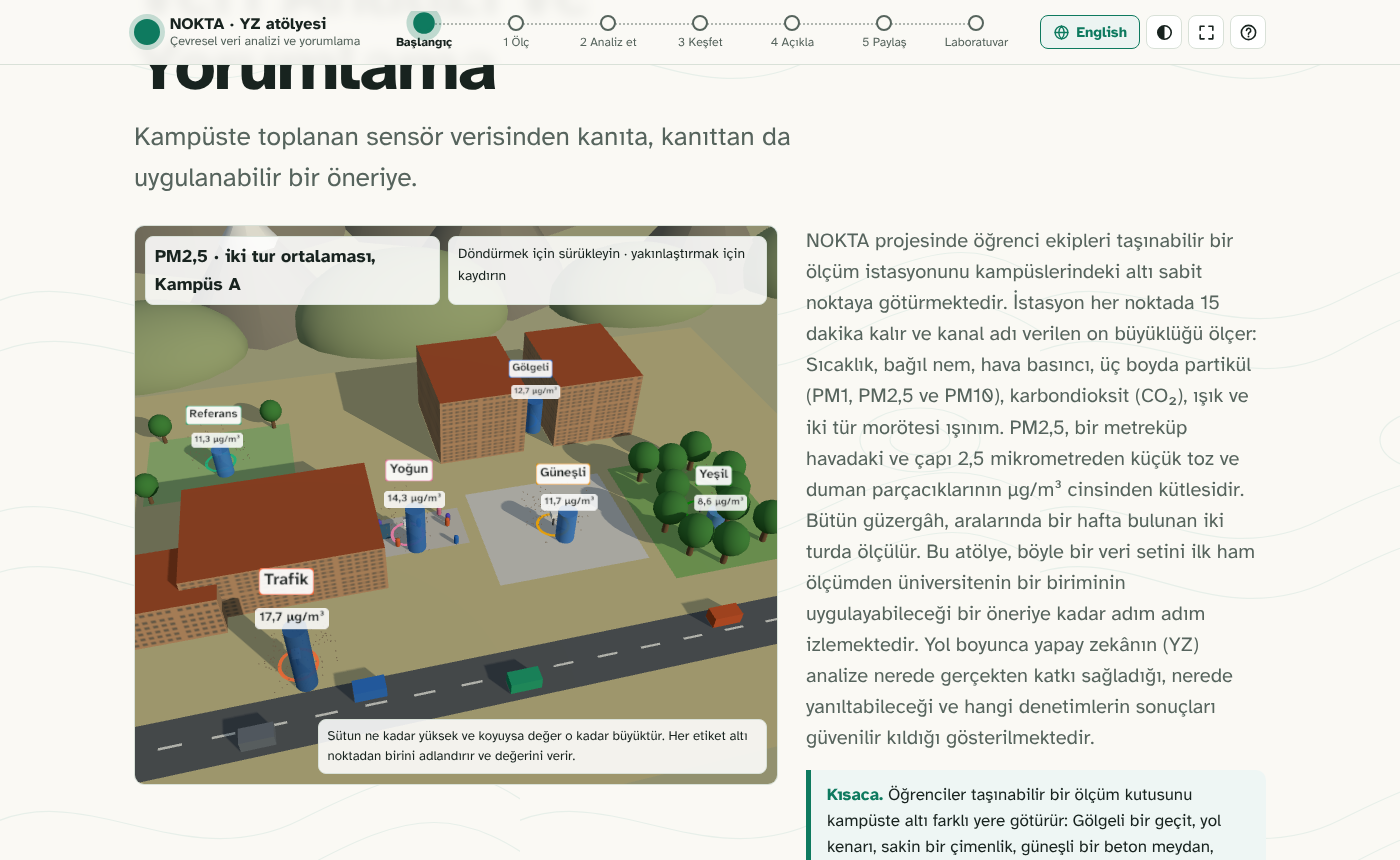 NOKTA · YZ atölyesi
Çevresel veri analizi ve yorumlama
Başlangıç
1 Ölç
2 Analiz et
3 Keşfet
4 Açıkla
5 Paylaş
Laboratuvar
English
Yorumlama
Kampüste toplanan sensör verisinden kanıta, kanıttan da
uygulanabilir bir öneriye.
PM2,5 · iki tur ortalaması,
Kampüs A
Döndürmek için sürükleyin · yakınlaştırmak için
kaydırın
Gölgeli
12,7 µg/m³
Referans
11,3 µg/m³
Yoğun
14,3 µg/m³
Güneşli
11,7 µg/m³
Yeşil
8,6 µg/m³
Trafik
17,7 µg/m³
Sütun ne kadar yüksek ve koyuysa değer o kadar büyüktür. Her etiket altı
noktadan birini adlandırır ve değerini verir.
NOKTA projesinde öğrenci ekipleri taşınabilir bir
ölçüm istasyonunu kampüslerindeki altı sabit
noktaya götürmektedir. İstasyon her noktada 15
dakika kalır ve kanal adı verilen on büyüklüğü ölçer:
Sıcaklık, bağıl nem, hava basıncı, üç boyda partikül
(PM1, PM2,5 ve PM10), karbondioksit (CO₂), ışık ve
iki tür morötesi ışınım. PM2,5, bir metreküp
havadaki ve çapı 2,5 mikrometreden küçük toz ve
duman parçacıklarının µg/m³ cinsinden kütlesidir.
Bütün güzergâh, aralarında bir hafta bulunan iki
turda ölçülür. Bu atölye, böyle bir veri setini ilk ham
ölçümden üniversitenin bir biriminin
uygulayabileceği bir öneriye kadar adım adım
izlemektedir. Yol boyunca yapay zekânın (YZ)
analize nerede gerçekten katkı sağladığı, nerede
yanıltabileceği ve hangi denetimlerin sonuçları
güvenilir kıldığı gösterilmektedir.
Kısaca. Öğrenciler taşınabilir bir ölçüm kutusunu
kampüste altı farklı yere götürür: Gölgeli bir geçit, yol
kenarı, sakin bir çimenlik, güneşli bir beton meydan,